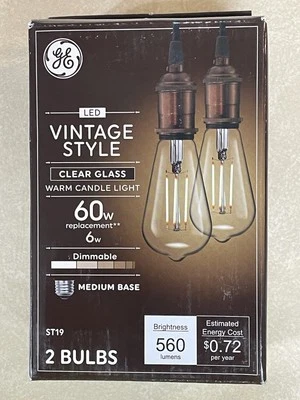 GE
LED
VINTAGE
STYLE
CLEAR GLASS
WARM CANDLE LIGHT
60w
replacement**
6w
Dimmable
MEDIUM BASE
ST19
2 BULBS
Brightness
560
lumens
Estimated
Energy Cost
$0.72
per year